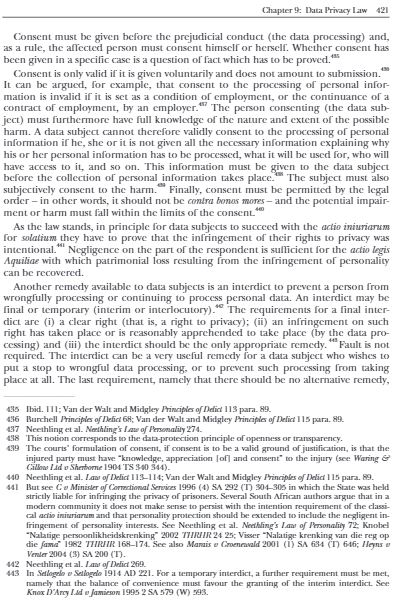 Chapter 9: Data Privacy Law 421
Consent must be given before the prejudicial conduct (the data processing) and,
as a rule, the affected person must consent himself or herself. Whether consent has
been given in a specific case is a question of fact which has to be proved.435
Consent is only valid if it is given voluntarily and does not amount to submission.436
It can be argued, for example, that consent to the processing of personal infor-
mation is invalid if it is set as a condition of employment, or the continuance of a
contract of employment, by an employer.437 The person consenting (the data sub-
ject) must furthermore have full knowledge of the nature and extent of the possible
harm. A data subject cannot therefore validly consent to the processing of personal
information if he, she or it is not given all the necessary information explaining why
his or her personal information has to be processed, what it will be used for, who will
have access to it, and so on. This information must be given to the data subject
before the collection of personal information takes place.438 The subject must also
subjectively consent to the harm.439 Finally, consent must be permitted by the legal
order – in other words, it should not be contra bonos mores – and the potential impair-
ment or harm must fall within the limits of the consent.440
As the law stands, in principle for data subjects to succeed with the actio iniuriarum
for solatium they have to prove that the infringement of their rights to privacy was
intentional.441 Negligence on the part of the respondent is sufficient for the actio legis
Aquiliae with which patrimonial loss resulting from the infringement of personality
can be recovered.
Another remedy available to data subjects is an interdict to prevent a person from
wrongfully processing or continuing to process personal data. An interdict may be
final or temporary (interim or interlocutory).442 The requirements for a final inter-
dict are (i) a clear right (that is, a right to privacy); (ii) an infringement on such
right has taken place or is reasonably apprehended to take place (by the data pro-
cessing) and (iii) the interdict should be the only appropriate remedy.443 Fault is not
required. The interdict can be a very useful remedy for a data subject who wishes to
put a stop to wrongful data processing, or to prevent such processing from taking
place at all. The last requirement, namely that there should be no alternative remedy,
435 Ibid. 111; Van der Walt and Midgley Principles of Delict 113 para. 89.
436 Burchell Principles of Delict 68; Van der Walt and Midgley Principles of Delict 115 para. 89.
437 Neethling Neethling's Law of Personality 274.
438 This notion corresponds to the data-protection principle of openness or transparency.
439 The courts' formulation of consent, if consent is to be a valid ground of justification, is that the
injured party must have "knowledge, appreciation [of] and consent" to the injury (see Waring &
Gillow Ltd v Sherborne 1904 TS 340 344).
440 Neethling et al. Law of Delict 113–114; Van der Walt and Midgley Principles of Delict 115 para. 89.
441 But see C v Minister of Correctional Services 1996 (4) SA 292 (T) 304–305 in which the State was held
strictly liable for infringing the privacy of prisoners. Several South African authors argue that in a
modern community it does not make sense to persist with the intention requirement of the classi-
cal actio iniuriarum and that personality protection should be extended to include the negligent in-
fringement of personality interests. See Neethling et al. Neethling's Law of Personality 72; Knobel
"Nalatige persoonlikheidskrenking" 2002 THRHR 24 25; Visser "Nalatige krenking van die reg op
die fama" 1982 THRHR 168–174. See also Marais v Groenewald 2001 (1) SA 634 (T) 646; Heyns v
Venter 2004 (3) SA 200 (T).
442 Neethling et al. Law of Delict 269.
443 In Setlogelo v Setlogelo 1914 AD 221. For a temporary interdict, a further requirement must be met,
namely that the balance of convenience must favour the granting of the interim interdict. See
Knox D'Arcy Ltd v Jamieson 1995 2 SA 579 (W) 593.